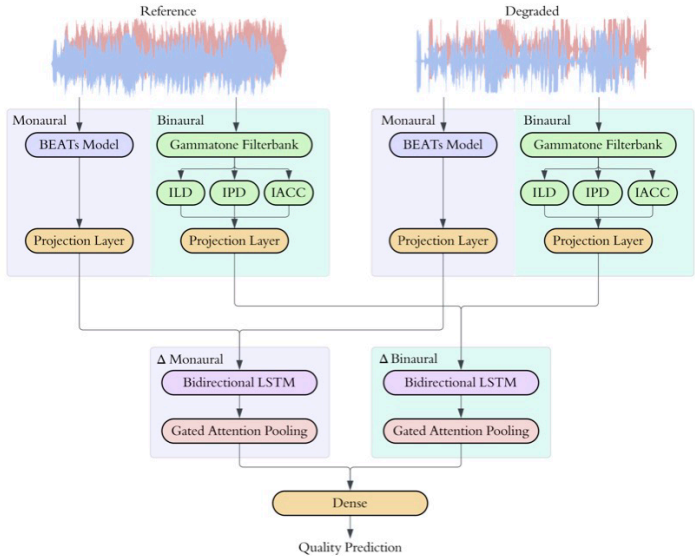 Reference
Degraded
Monaural
Binaural
Monaural
Binaural
BEATs Model
Gammatone Filterbank
BEATs Model
Gammatone Filterbank
ILD
IPD
IACC
ILD
IPD
IACC
Projection Layer
Projection Layer
Projection Layer
Projection Layer
Δ Monaural
Δ Binaural
Bidirectional LSTM
Bidirectional LSTM
Gated Attention Pooling
Gated Attention Pooling
Dense
Quality Prediction